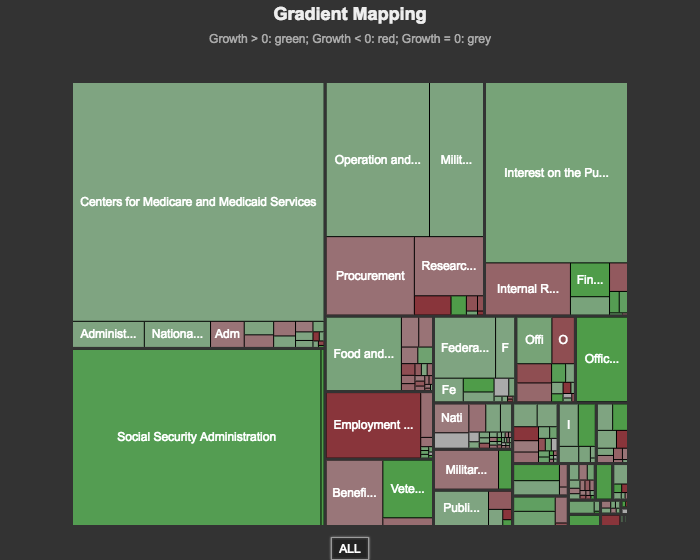 Gradient Mapping
Growth > 0: green; Growth < 0: red; Growth = 0: grey
Centers for Medicare and Medicaid Services
Operation and...
Milit...
Interest on the Pu...
Procurement
Researc...
Internal R...
Fin...
Administ...
Nationa...
Adm
Food and...
Federa...
F
Offi
O
Offic...
Fe
Social Security Administration
Employment ...
Nati
I
Militar...
Benefi...
Vete...
Publi...
ALL